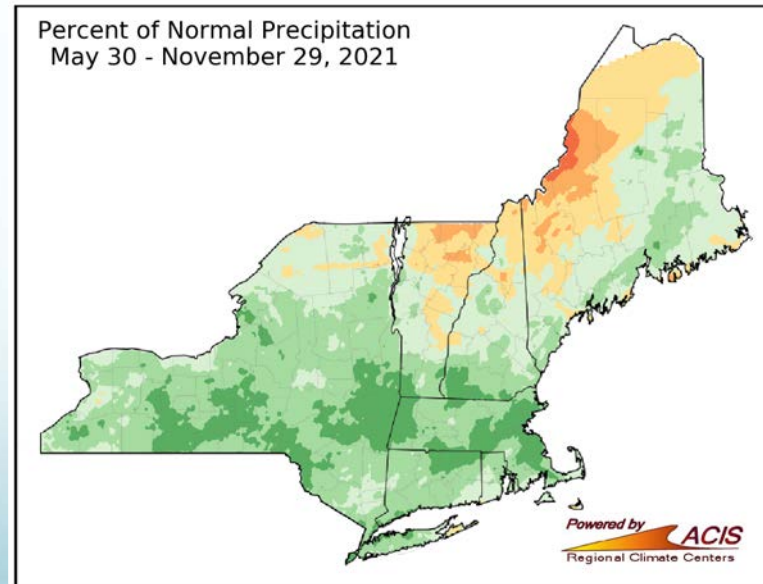 Percent of Normal Precipitation
May 30 - November 29, 2021
Powered by
ACIS
Regional Climate Centers